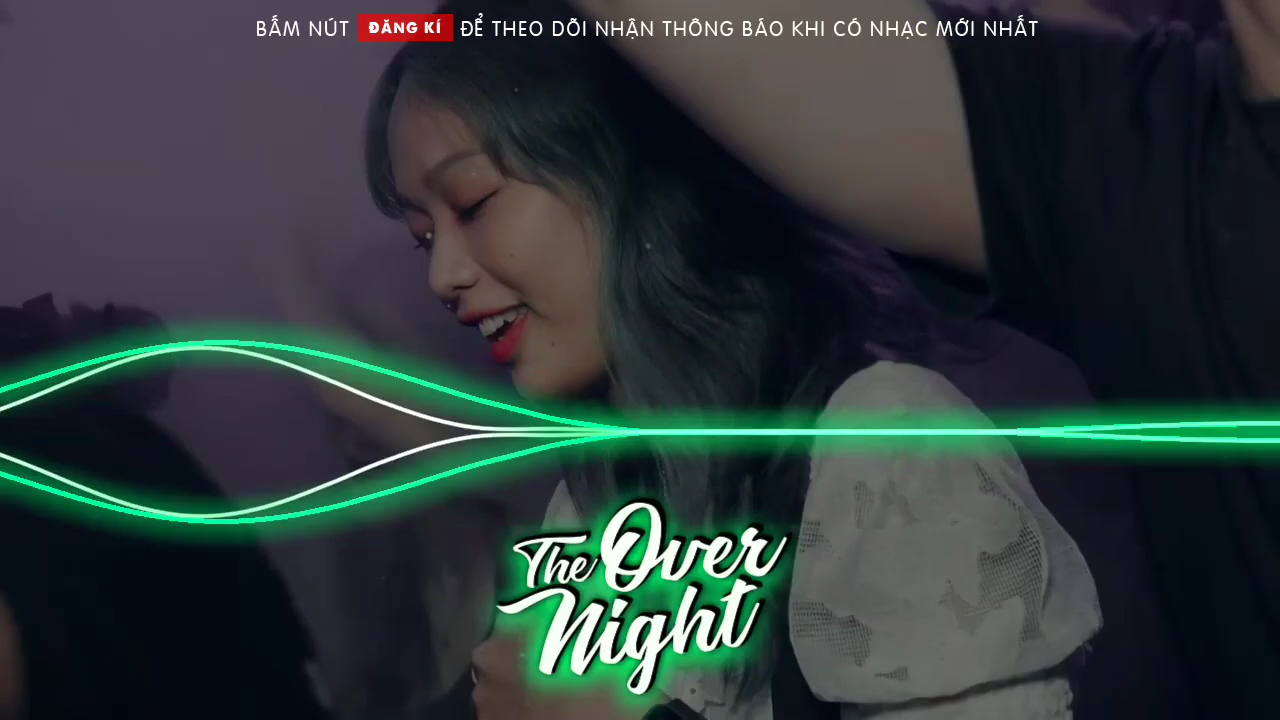 BẤM NÚT ĐĂNG KÍ ĐỂ THEO DÕI NHẬN THÔNG BÁO KHI CÓ NHẠC MỚI NHẤT
The Over
Night